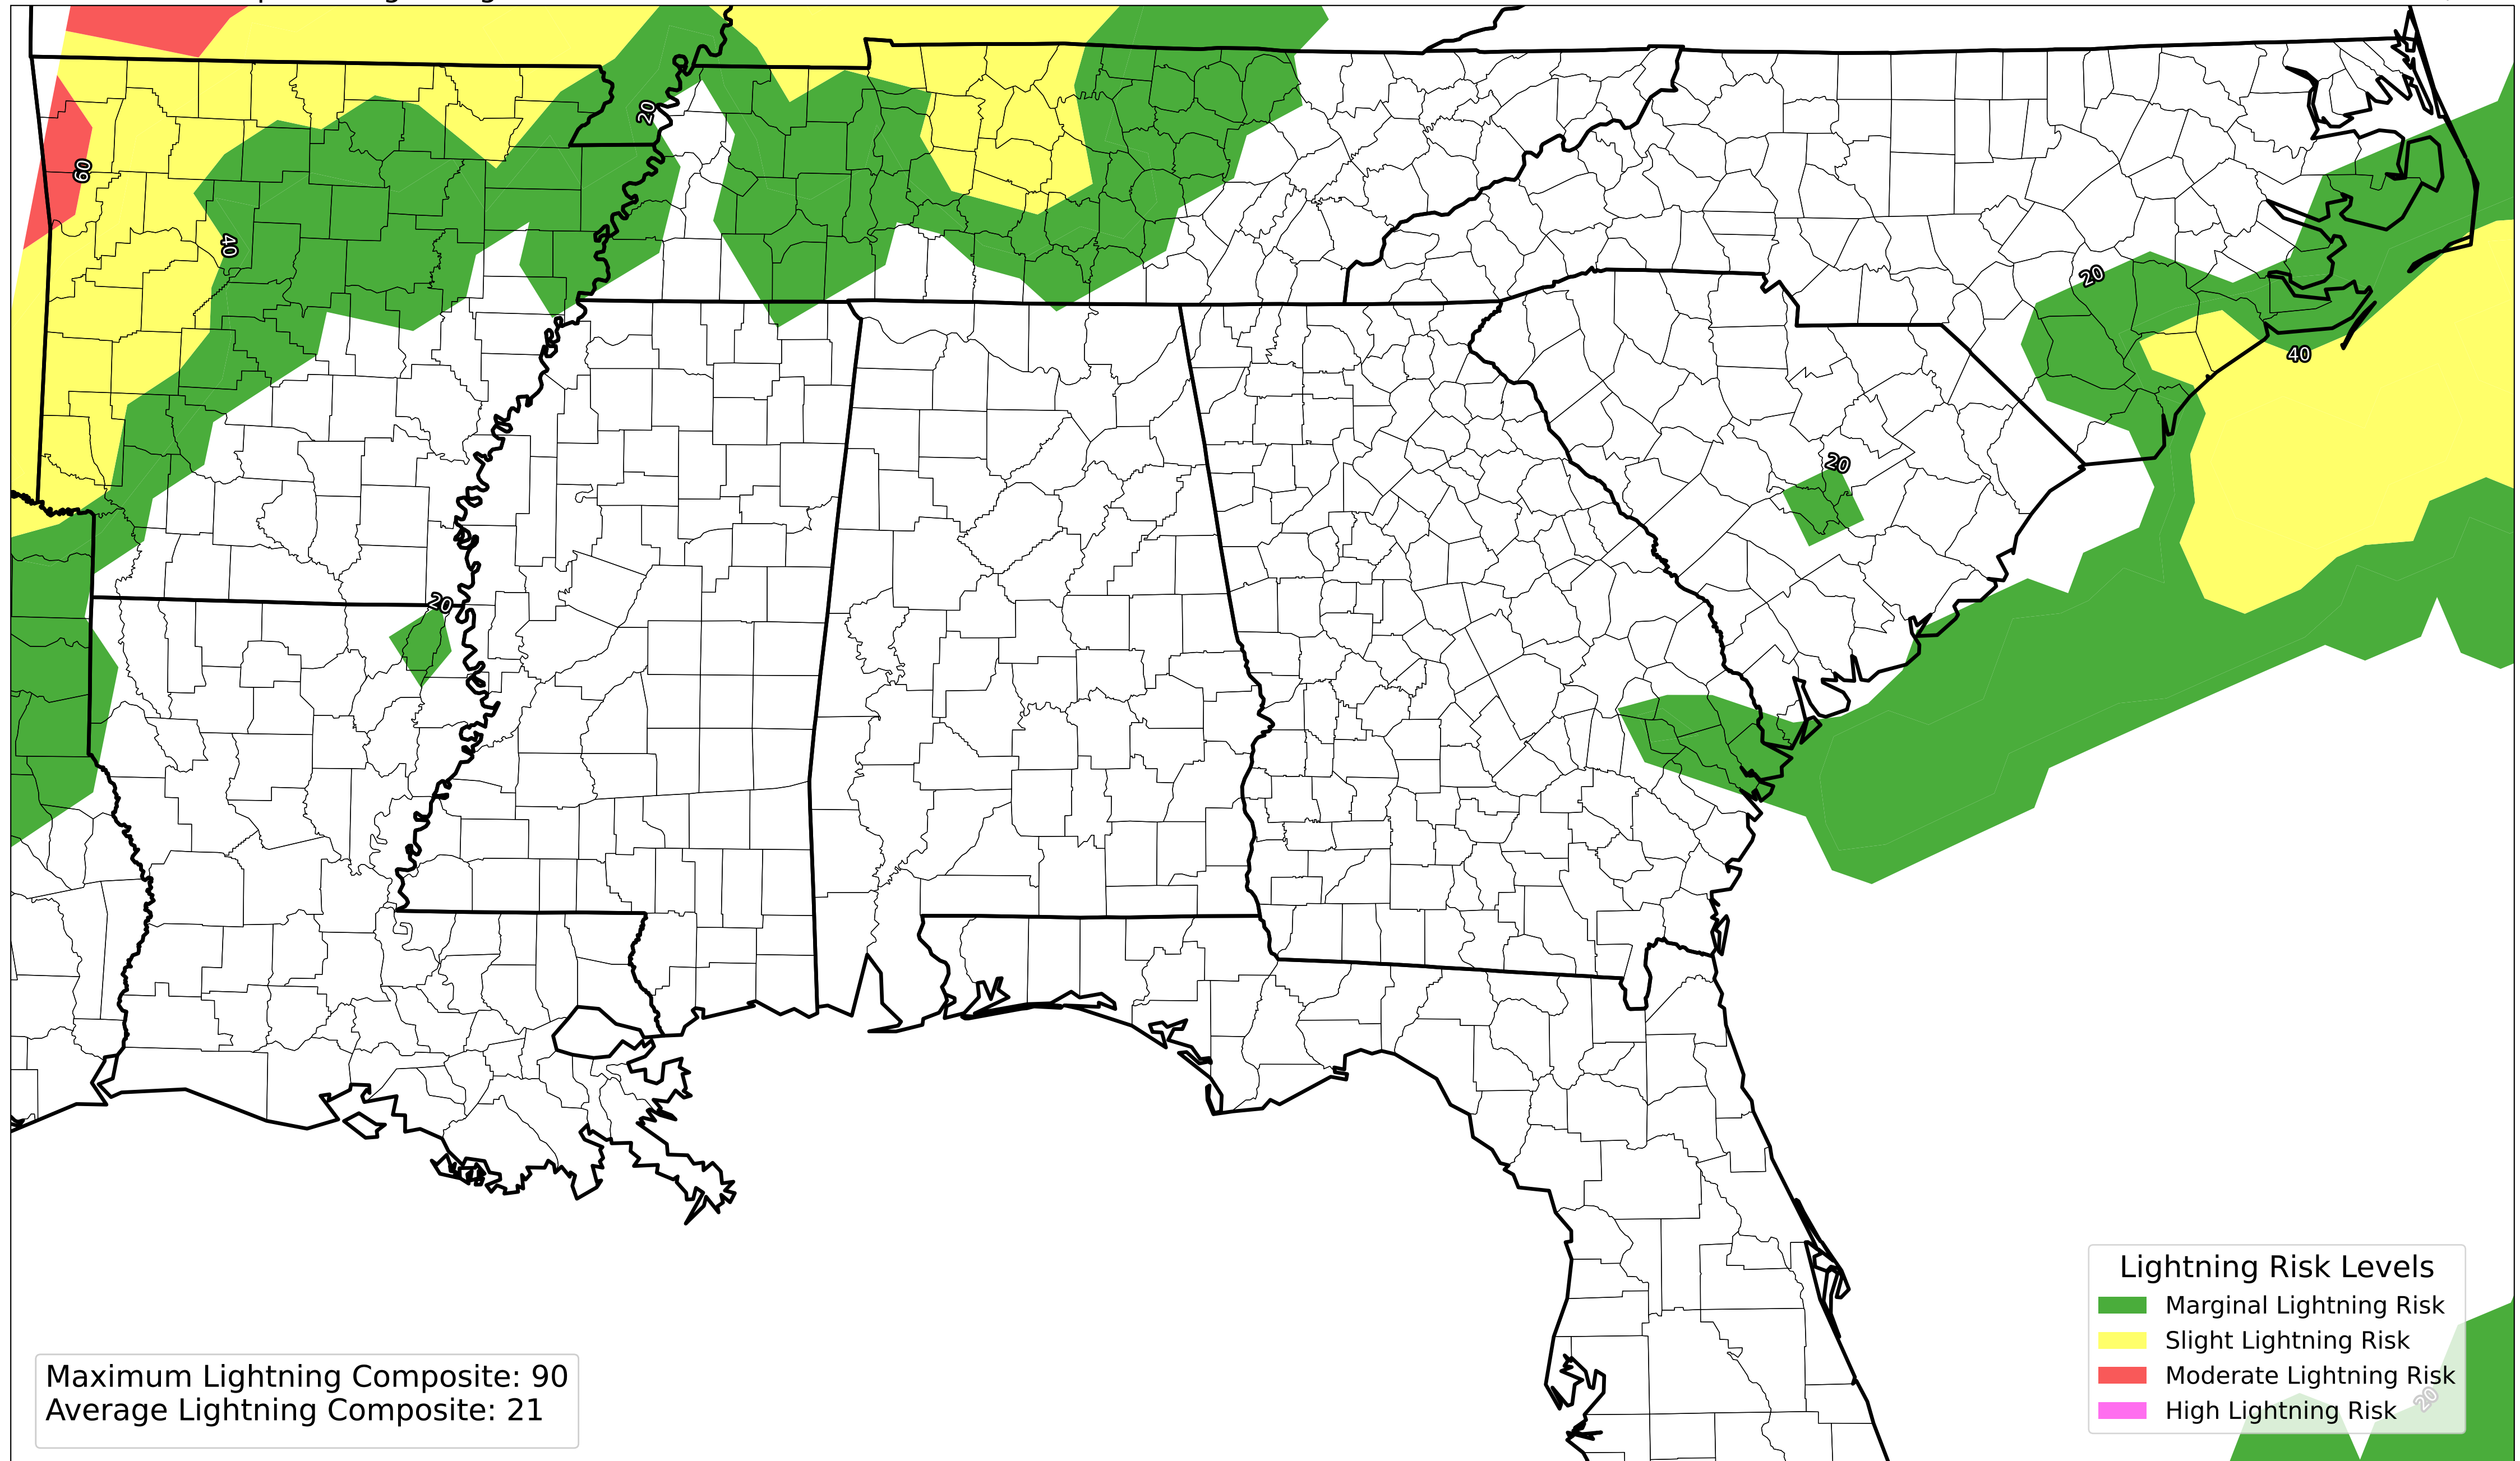 20
60
40
20
40
20
20
Lightning Risk Levels
Marginal Lightning Risk
Slight Lightning Risk
Moderate Lightning Risk
High Lightning Risk
20
Maximum Lightning Composite: 90
Average Lightning Composite: 21